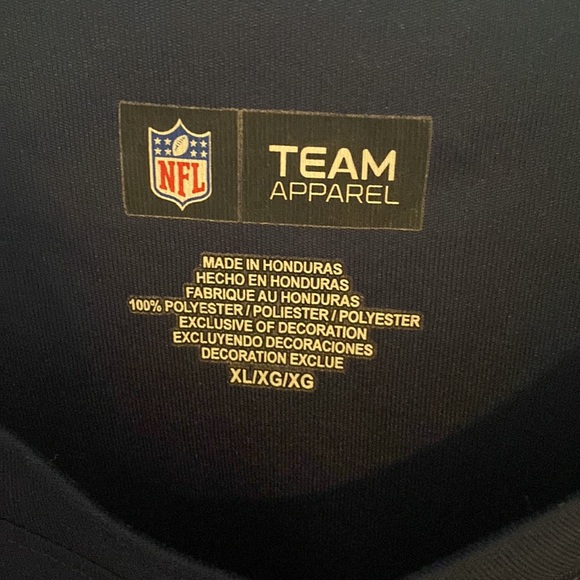 NFL
TEAM
APPAREL
MADE IN HONDURAS
HECHO EN HONDURAS
FABRIQUE AU HONDURAS
100% POLYESTER / POLIESTER / POLYESTER
EXCLUSIVE OF DECORATION
EXCLUYENDO DECORACIONES
DECORATION EXCLUE
XL/XG/XG